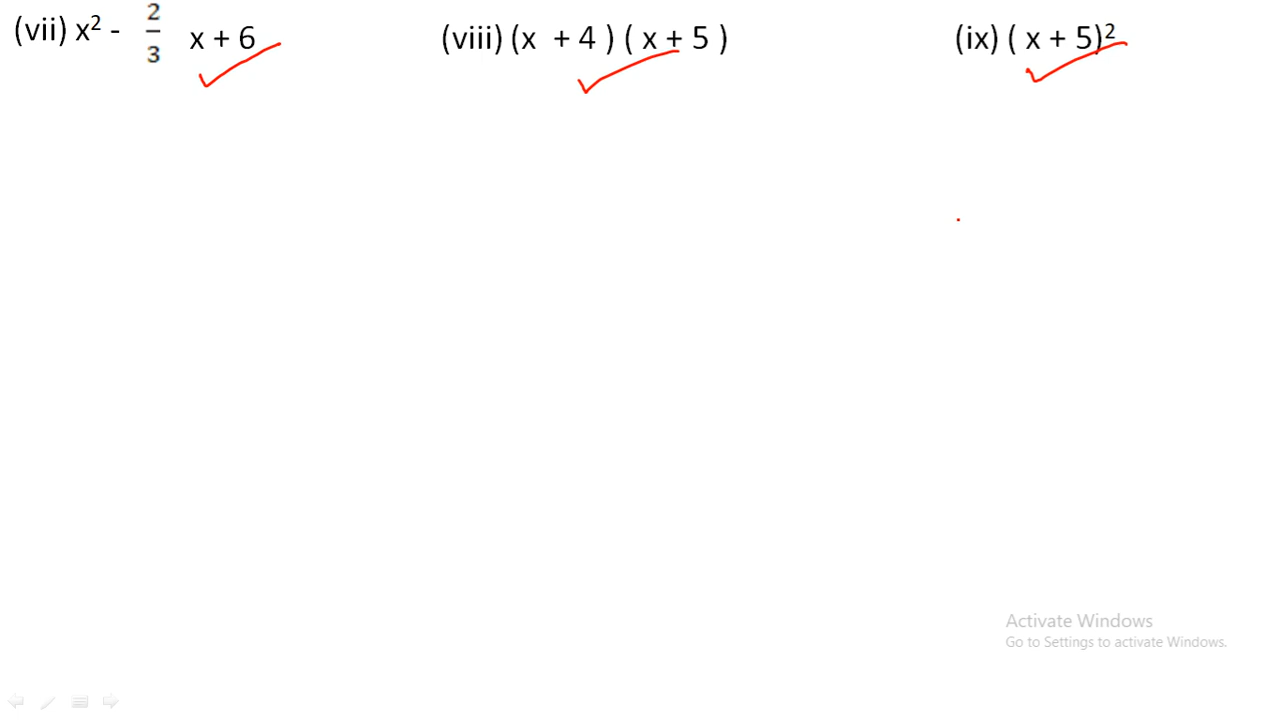 (vii) x² - 2/3 x + 6
(viii) (x + 4 ) ( x + 5 )
(ix) ( x + 5)²
Activate Windows
Go to Settings to activate Windows.